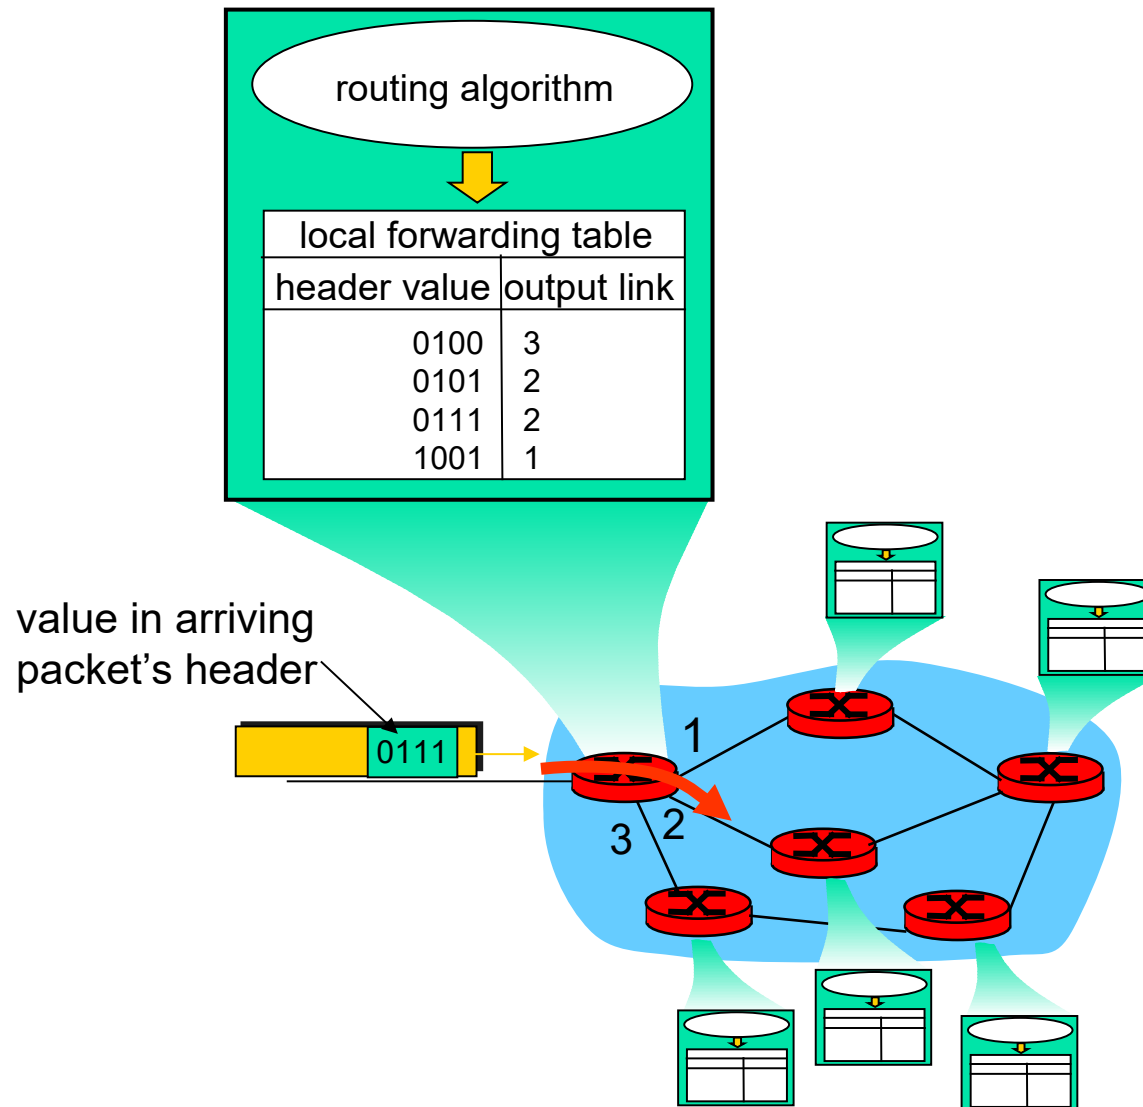 routing algorithm
local forwarding table
header value output link
0100 3
0101 2
0111 2
1001 1
value in arriving
packet’s header
0111
1
2
3